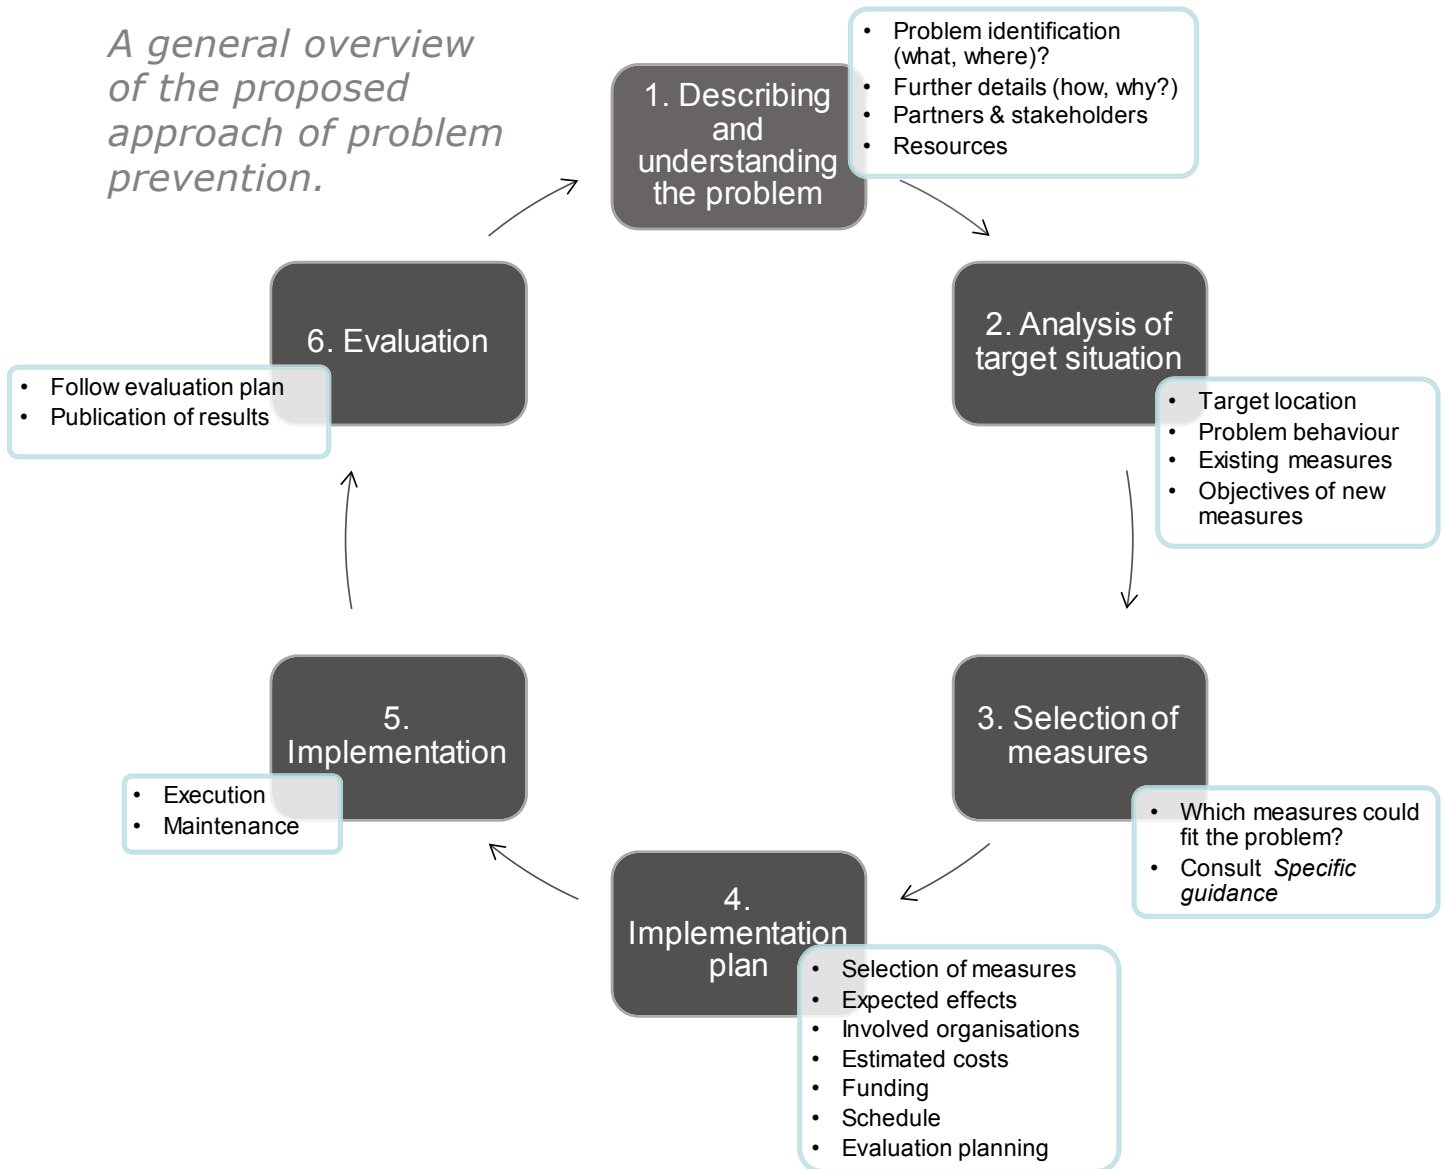 A general overview
of the proposed
approach of problem
prevention.
1. Describing
and
understanding
the problem
• Problem identification
(what, where)?
• Further details (how, why?)
• Partners & stakeholders
• Resources
2. Analysis of
target situation
• Target location
• Problem behaviour
• Existing measures
• Objectives of new
measures
3. Selection of
measures
• Which measures could
fit the problem?
• Consult Specific
guidance
4.
Implementation
plan
• Selection of measures
• Expected effects
• Involved organisations
• Estimated costs
• Funding
• Schedule
• Evaluation planning
5.
Implementation
• Execution
• Maintenance
6. Evaluation
• Follow evaluation plan
• Publication of results